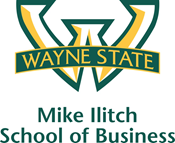 WAYNE STATE
Mike Ilitch
School of Business